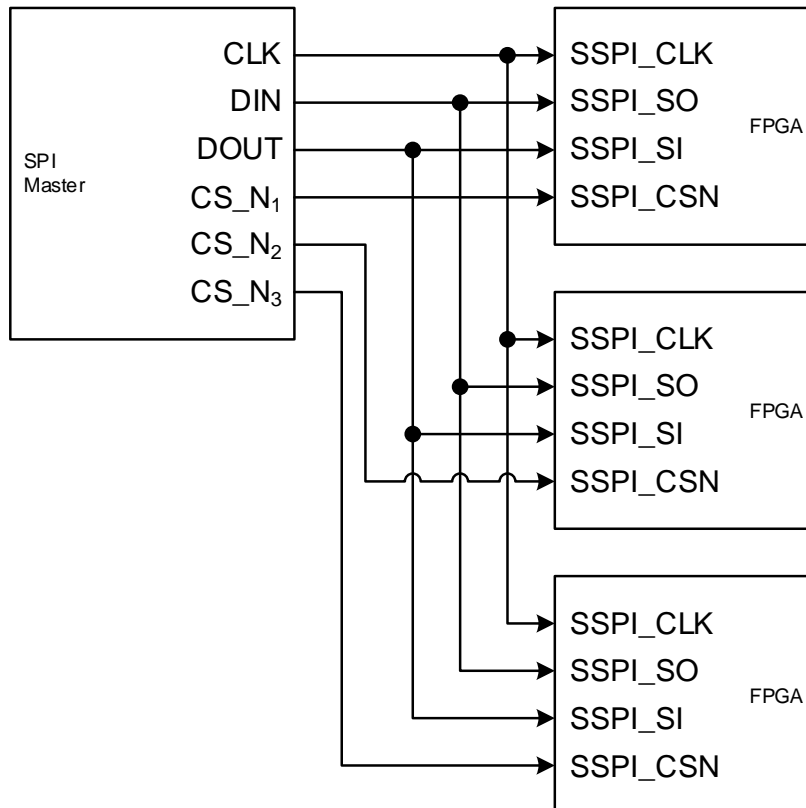 SPI
Master
CLK
DIN
DOUT
CS_N₁
CS_N₂
CS_N₃
SSPI_CLK
SSPI_SO
SSPI_SI
SSPI_CSN
FPGA
SSPI_CLK
SSPI_SO
SSPI_SI
SSPI_CSN
FPGA
SSPI_CLK
SSPI_SO
SSPI_SI
SSPI_CSN
FPGA